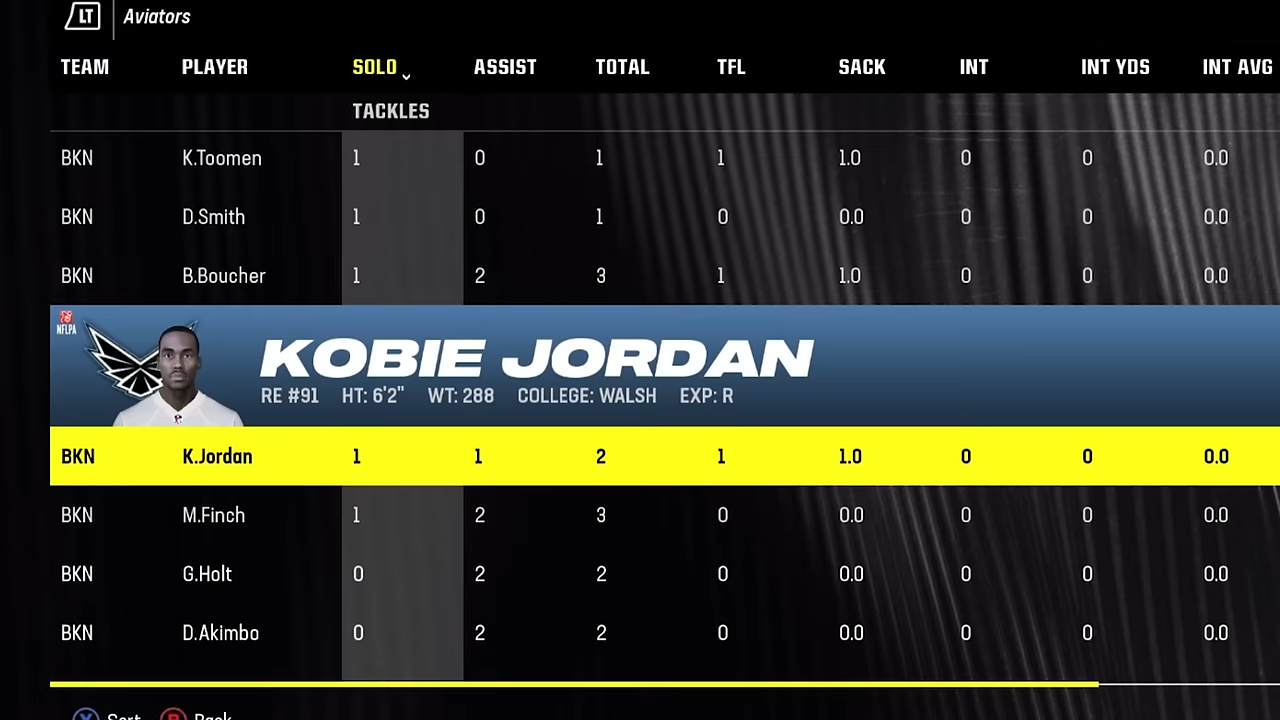 LT Aviators
TEAM PLAYER SOLO ASSIST TOTAL TFL SACK INT INT YDS INT AVG
TACKLES
BKN K.Toomen 1 0 1 1 1.0 0 0 0.0
BKN D.Smith 1 0 1 0 0.0 0 0 0.0
BKN B.Boucher 1 2 3 1 1.0 0 0 0.0
NFLPA
KOBIE JORDAN
RE #91 HT: 6'2" WT: 288 COLLEGE: WALSH EXP: R
BKN K.Jordan 1 1 2 1 1.0 0 0 0.0
BKN M.Finch 1 2 3 0 0.0 0 0 0.0
BKN G.Holt 0 2 2 0 0.0 0 0 0.0
BKN D.Akimbo 0 2 2 0 0.0 0 0 0.0
X Sort B Back